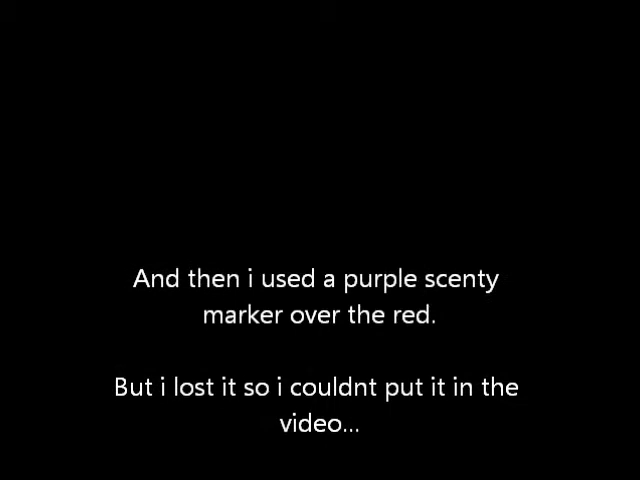 And then i used a purple scenty
marker over the red.
But i lost it so i couldnt put it in the
video...